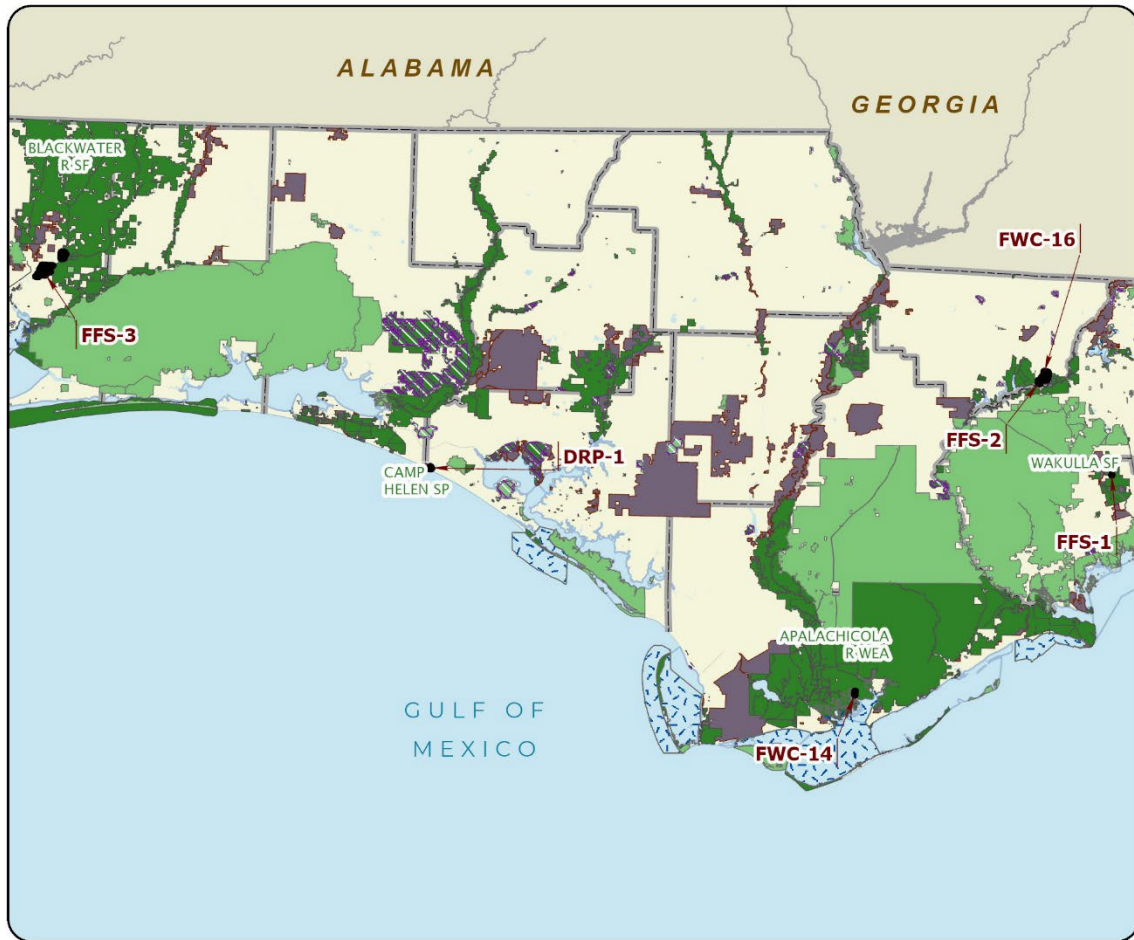 ALABAMA
GEORGIA
BLACKWATER
R SF
FWC-16
FFS-3
FFS-2
DRP-1
CAMP
HELEN SP
WAKULLA SF
FFS-1
APALACHICOLA
R WEA
GULF OF
MEXICO
FWC-14